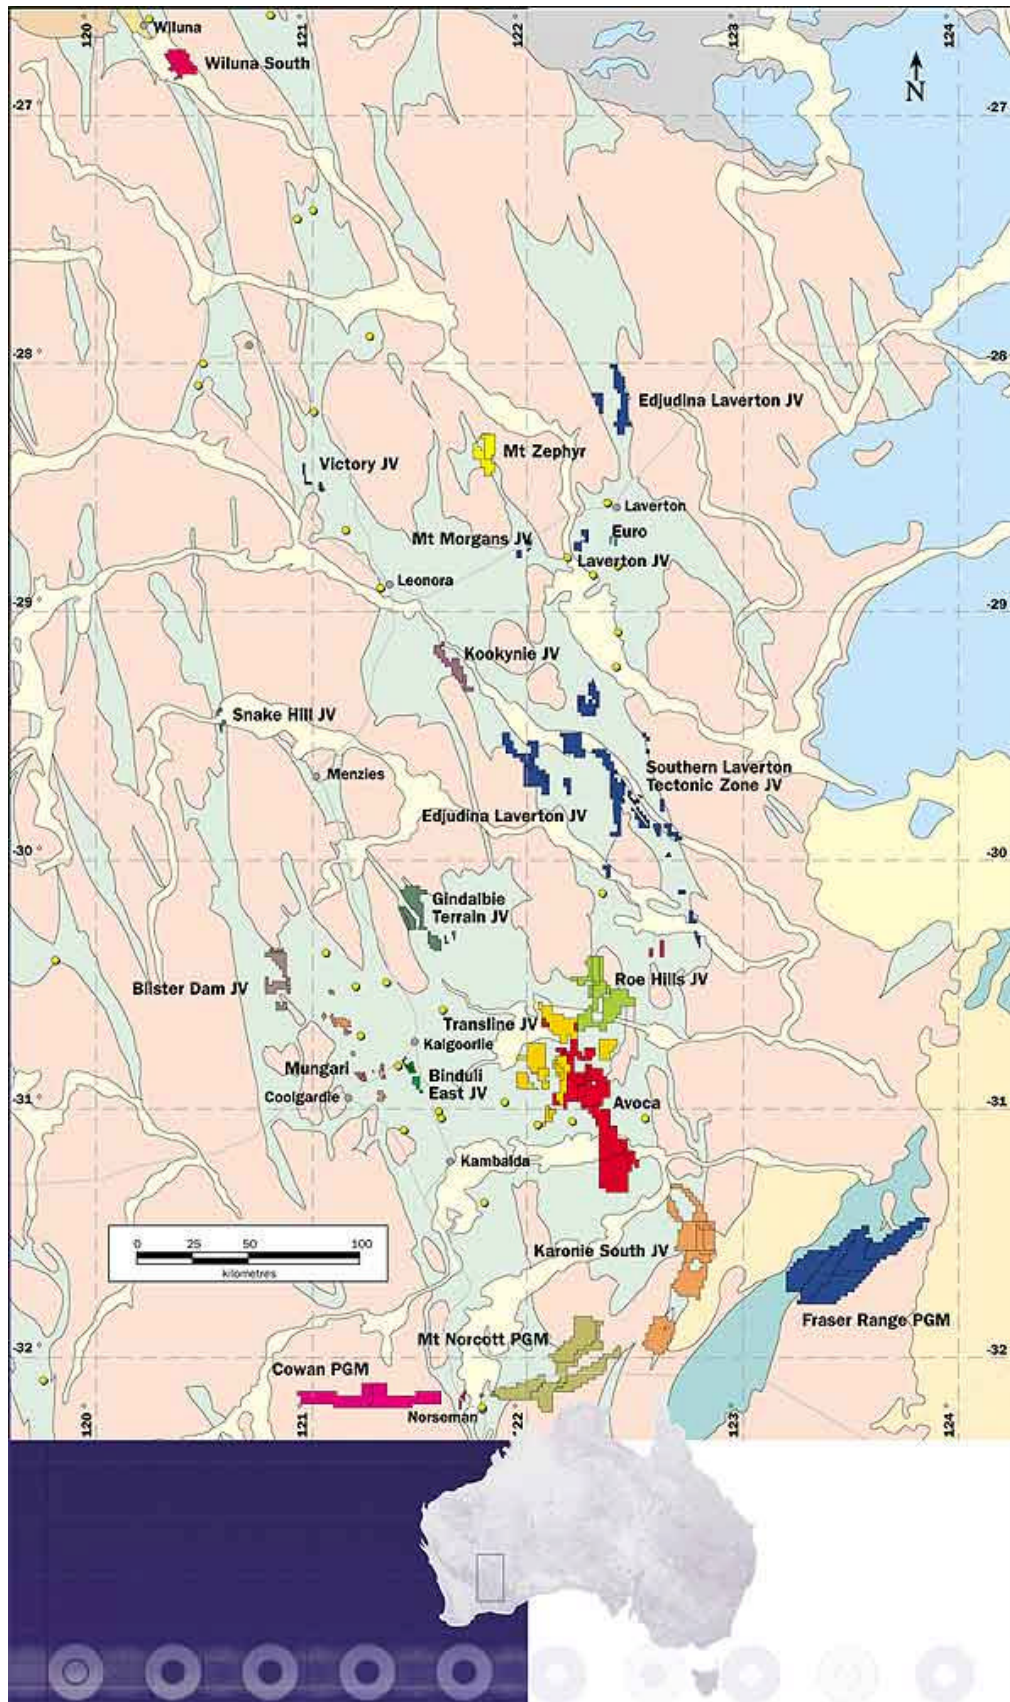 120°
121°
122°
123°
124°
Wiluna
Wiluna South
N
-27
-27
-28°
-28
Edjudina Laverton JV
Mt Zephyr
Victory JV
Laverton
Euro
Mt Morgans JV
Laverton JV
Leonora
-29°
-29
Kookynie JV
Snake Hill JV
Menzies
Southern Laverton
Tectonic Zone JV
Edjudina Laverton JV
-30°
-30
Gindalbie
Terrain JV
Roe Hills JV
Blister Dam JV
Transline JV
Kalgoorlie
Mungari
Binduli
East JV
Coolgardie
Avoca
-31°
-31
Kambalda
0 25 50 100
kilometres
Karonie South JV
Fraser Range PGM
Mt Norcott PGM
-32°
-32
Cowan PGM
Norseman
120°
121°
122
123°
124°